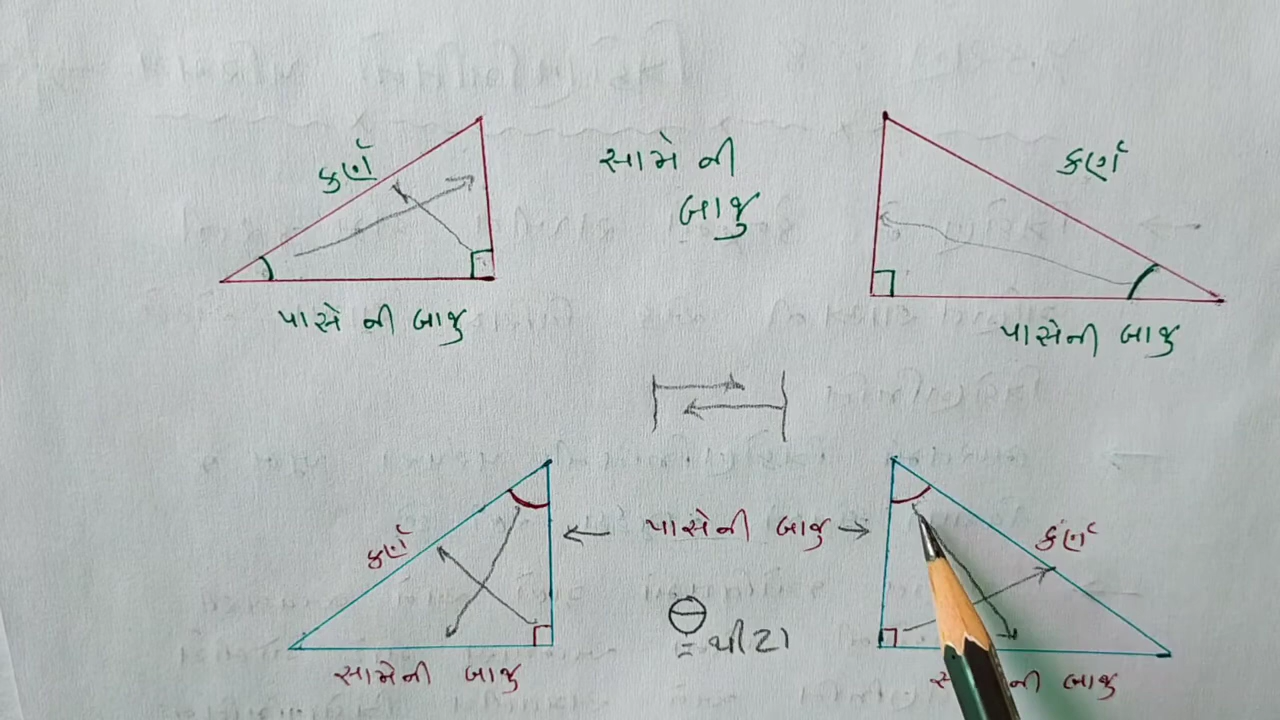 કર્ણ
સામે ની
બાજુ
કર્ણ
પાસે ની બાજુ
પાસેની બાજુ
કર્ણ
પાસેની બાજુ
કર્ણ
θ = થીટા
સામેની બાજુ
ની બાજુ